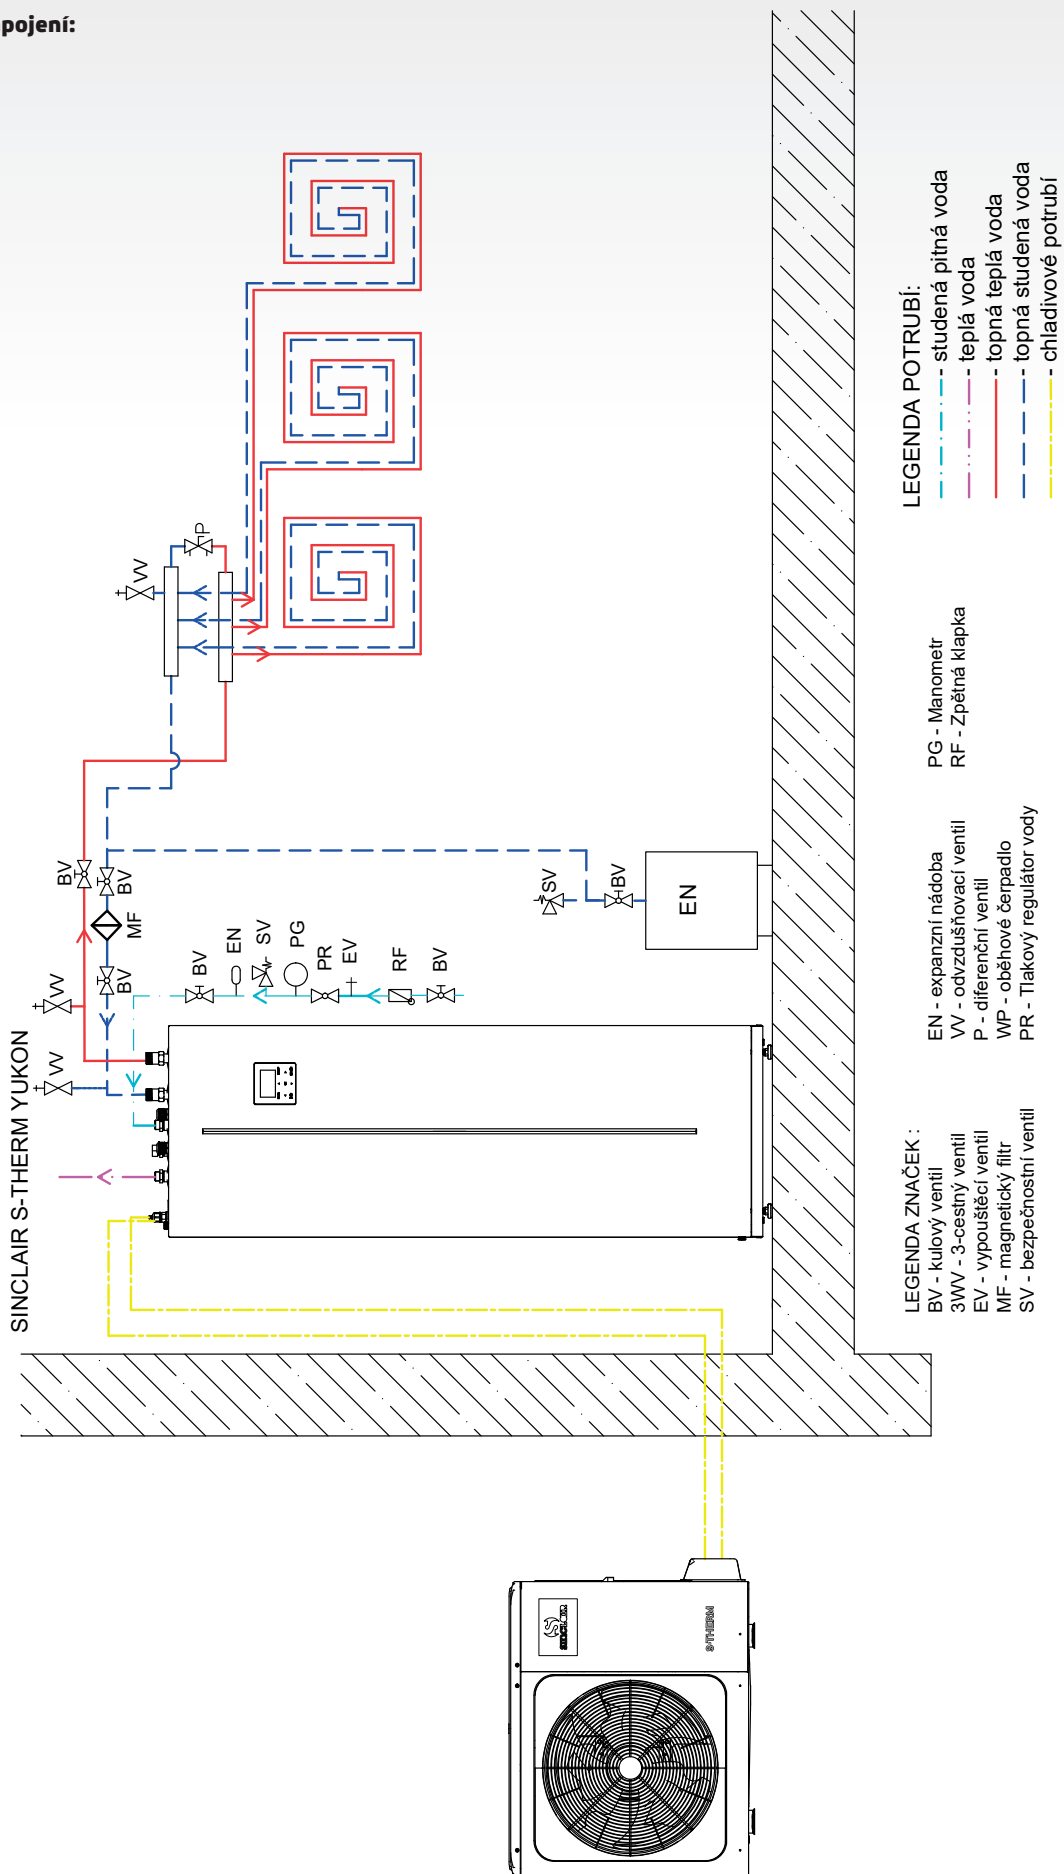 pojení:
SINCLAIR S-THERM YUKON
VV
VV
BV
BV
MF
BV
VV
P
BV
EN
SV
PG
PR
EV
RF
BV
SV
BV
EN
SINCLAIR
S-THERM
LEGENDA ZNAČEK :
BV - kulový ventil
3WV - 3-cestný ventil
EV - vypouštěcí ventil
MF - magnetický filtr
SV - bezpečnostní ventil
EN - expanzní nádoba
VV - odvzdušňovací ventil
P - diferenční ventil
WP - oběhové čerpadlo
PR - Tlakový regulátor vody
PG - Manometr
RF - Zpětná klapka
LEGENDA POTRUBÍ:
- studená pitná voda
- teplá voda
- topná teplá voda
- topná studená voda
- chladivové potrubí